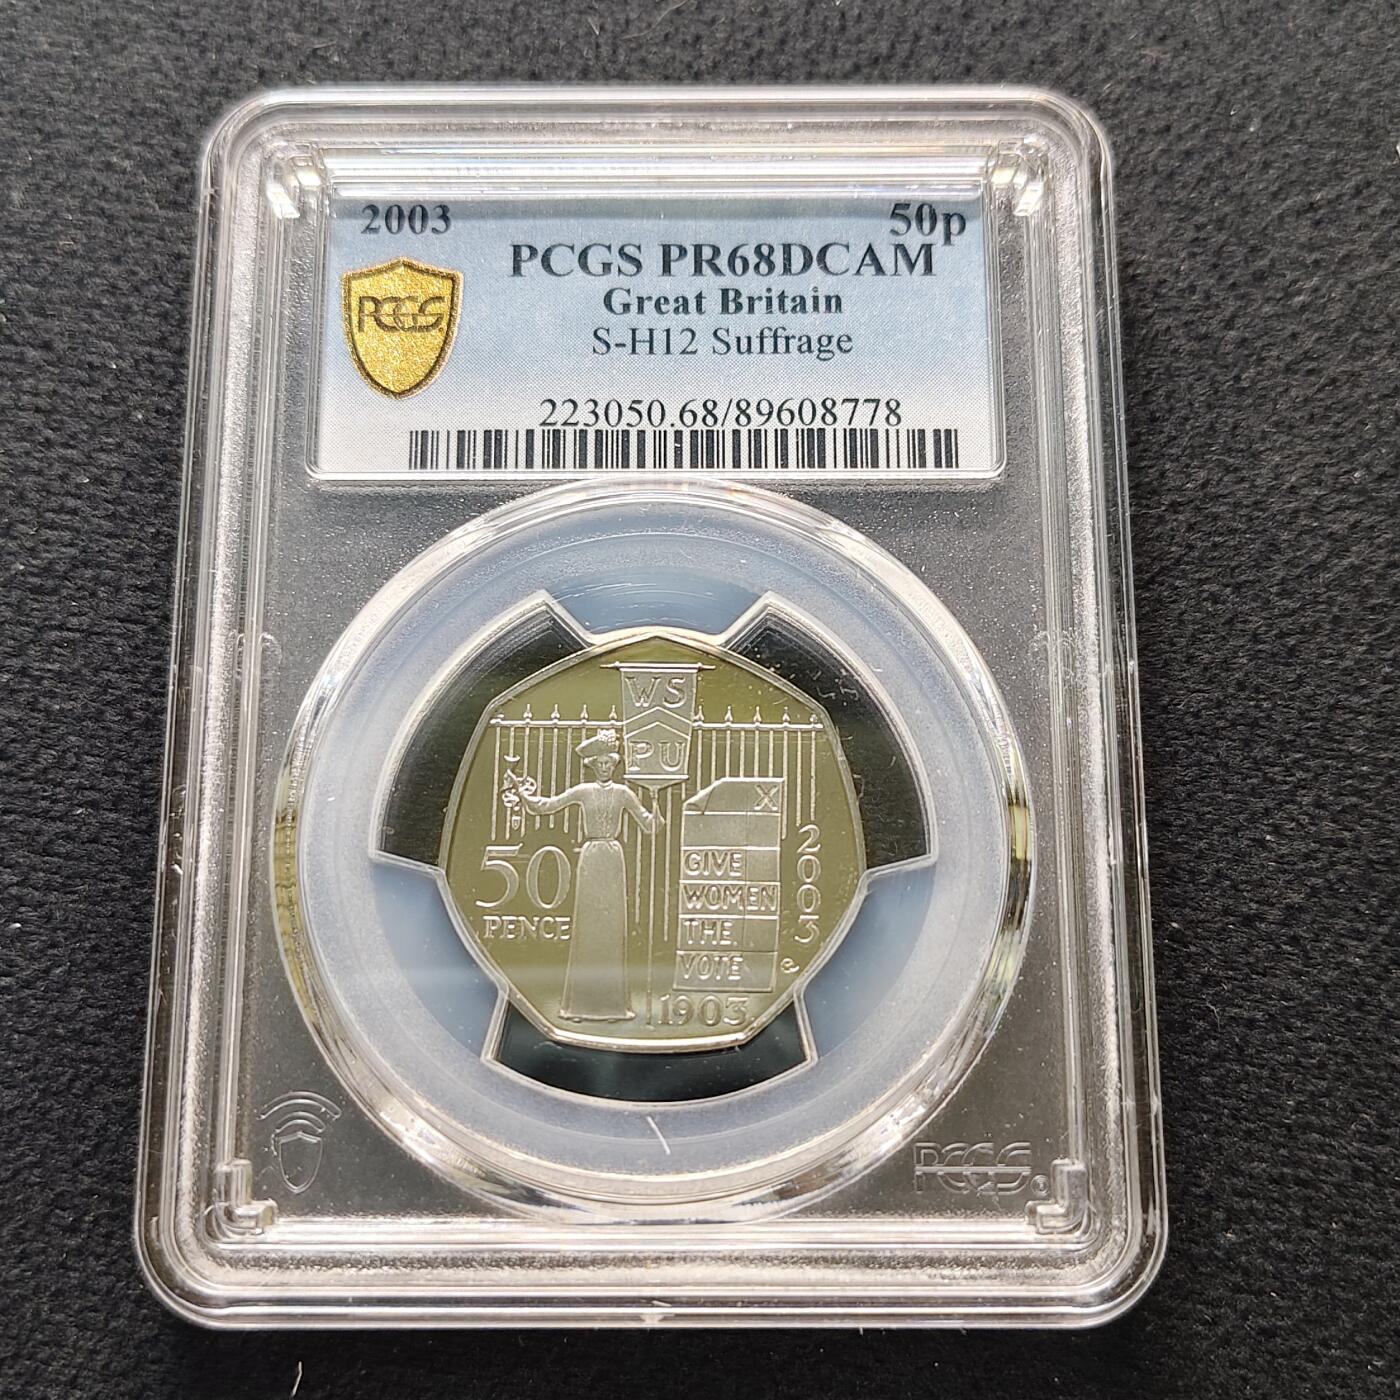 2003 50p
PCGS PR68DCAM
PCGS
Great Britain
S-H12 Suffrage
223050.68/89608778
WS
PU
X
50
PENCE
GIVE
WOMEN
THE
VOTE
2003
1903
PCGS